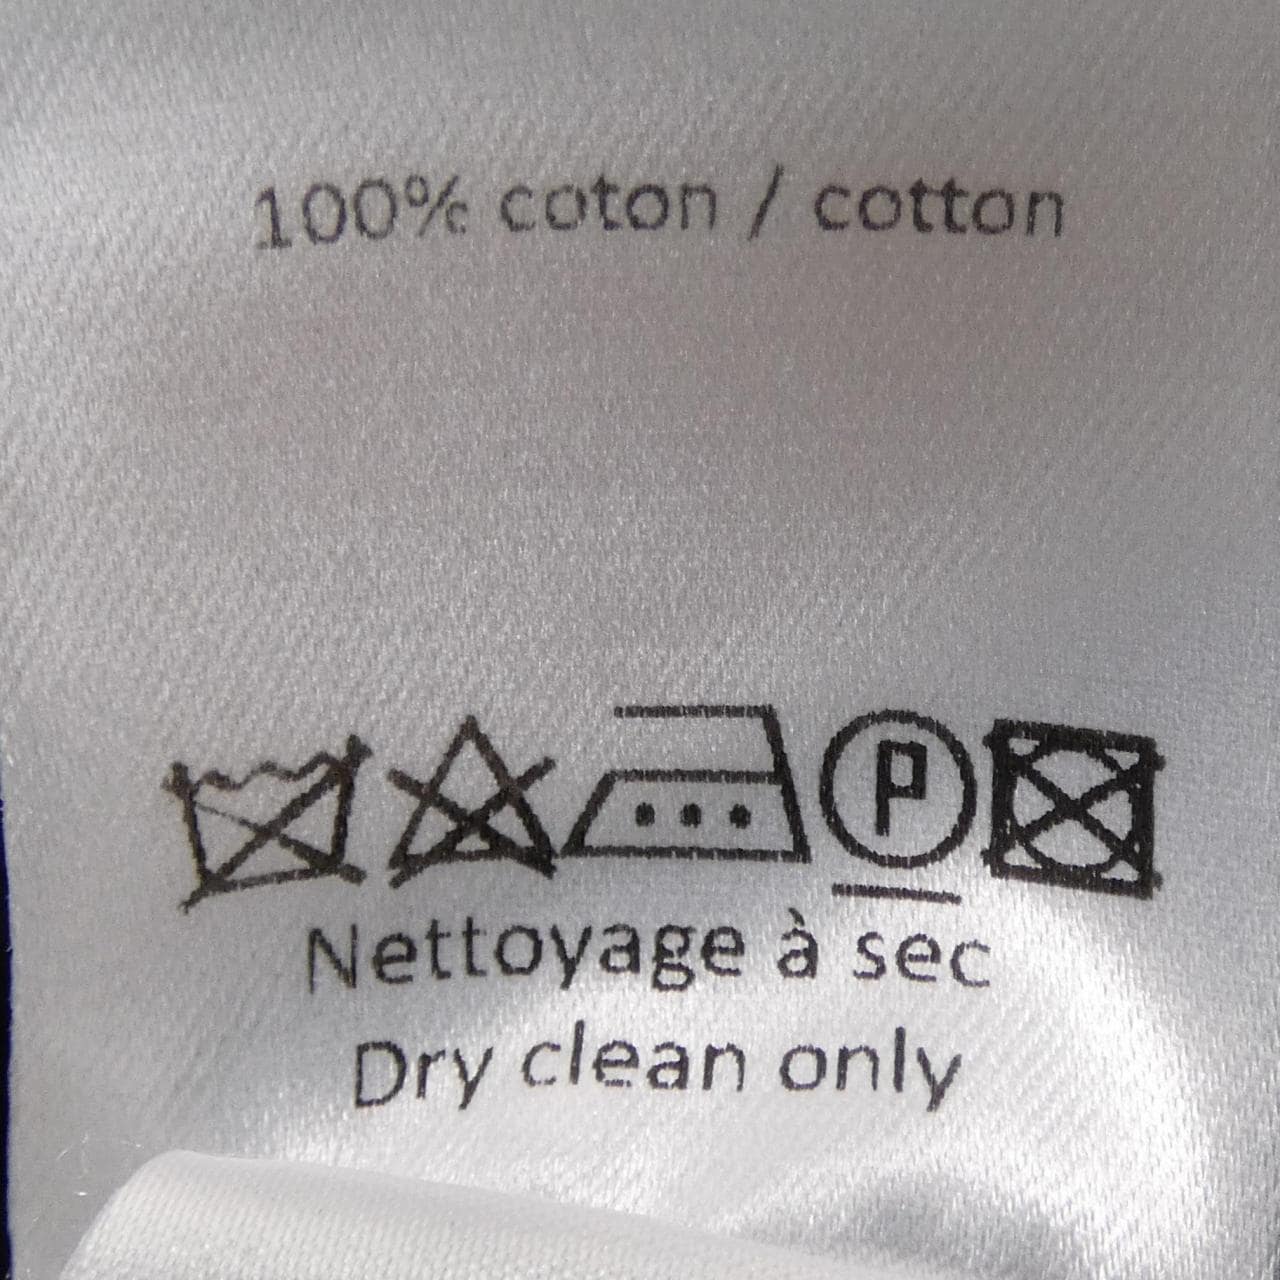 100% coton / cotton
P
Nettoyage à sec
Dry clean only